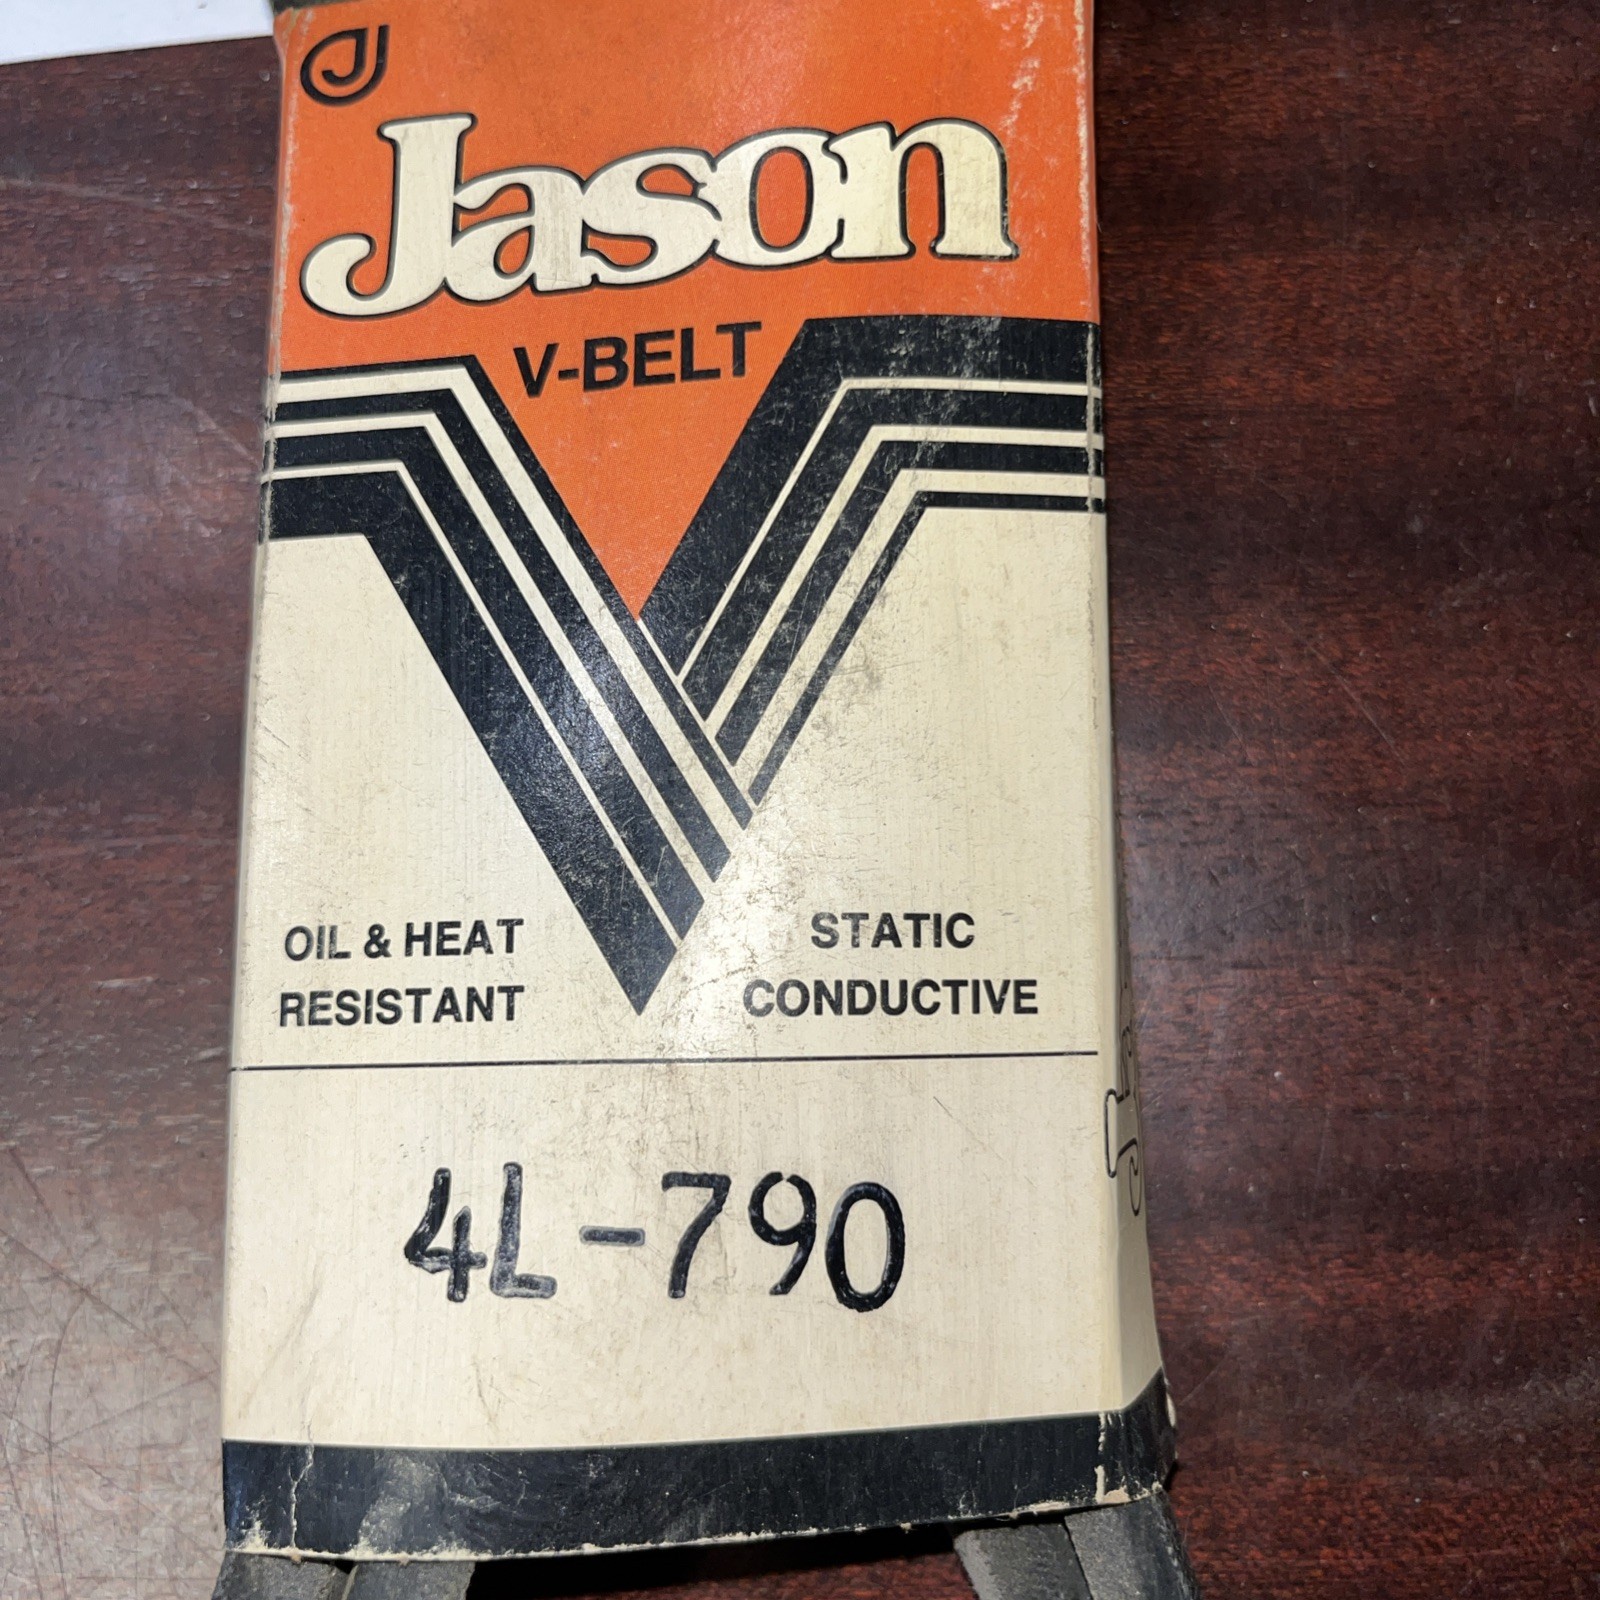 J
Jason
V-BELT
OIL & HEAT
RESISTANT
STATIC
CONDUCTIVE
4L-790